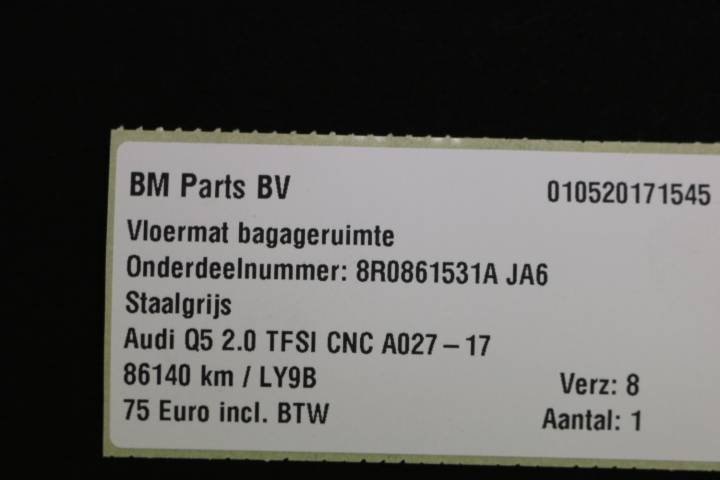 BM Parts BV 010520171545
Vloermat bagageruimte
Onderdeelnummer: 8R0861531A JA6
Staalgrijs
Audi Q5 2.0 TFSI CNC A027-17
86140 km / LY9B Verz: 8
75 Euro incl. BTW Aantal: 1